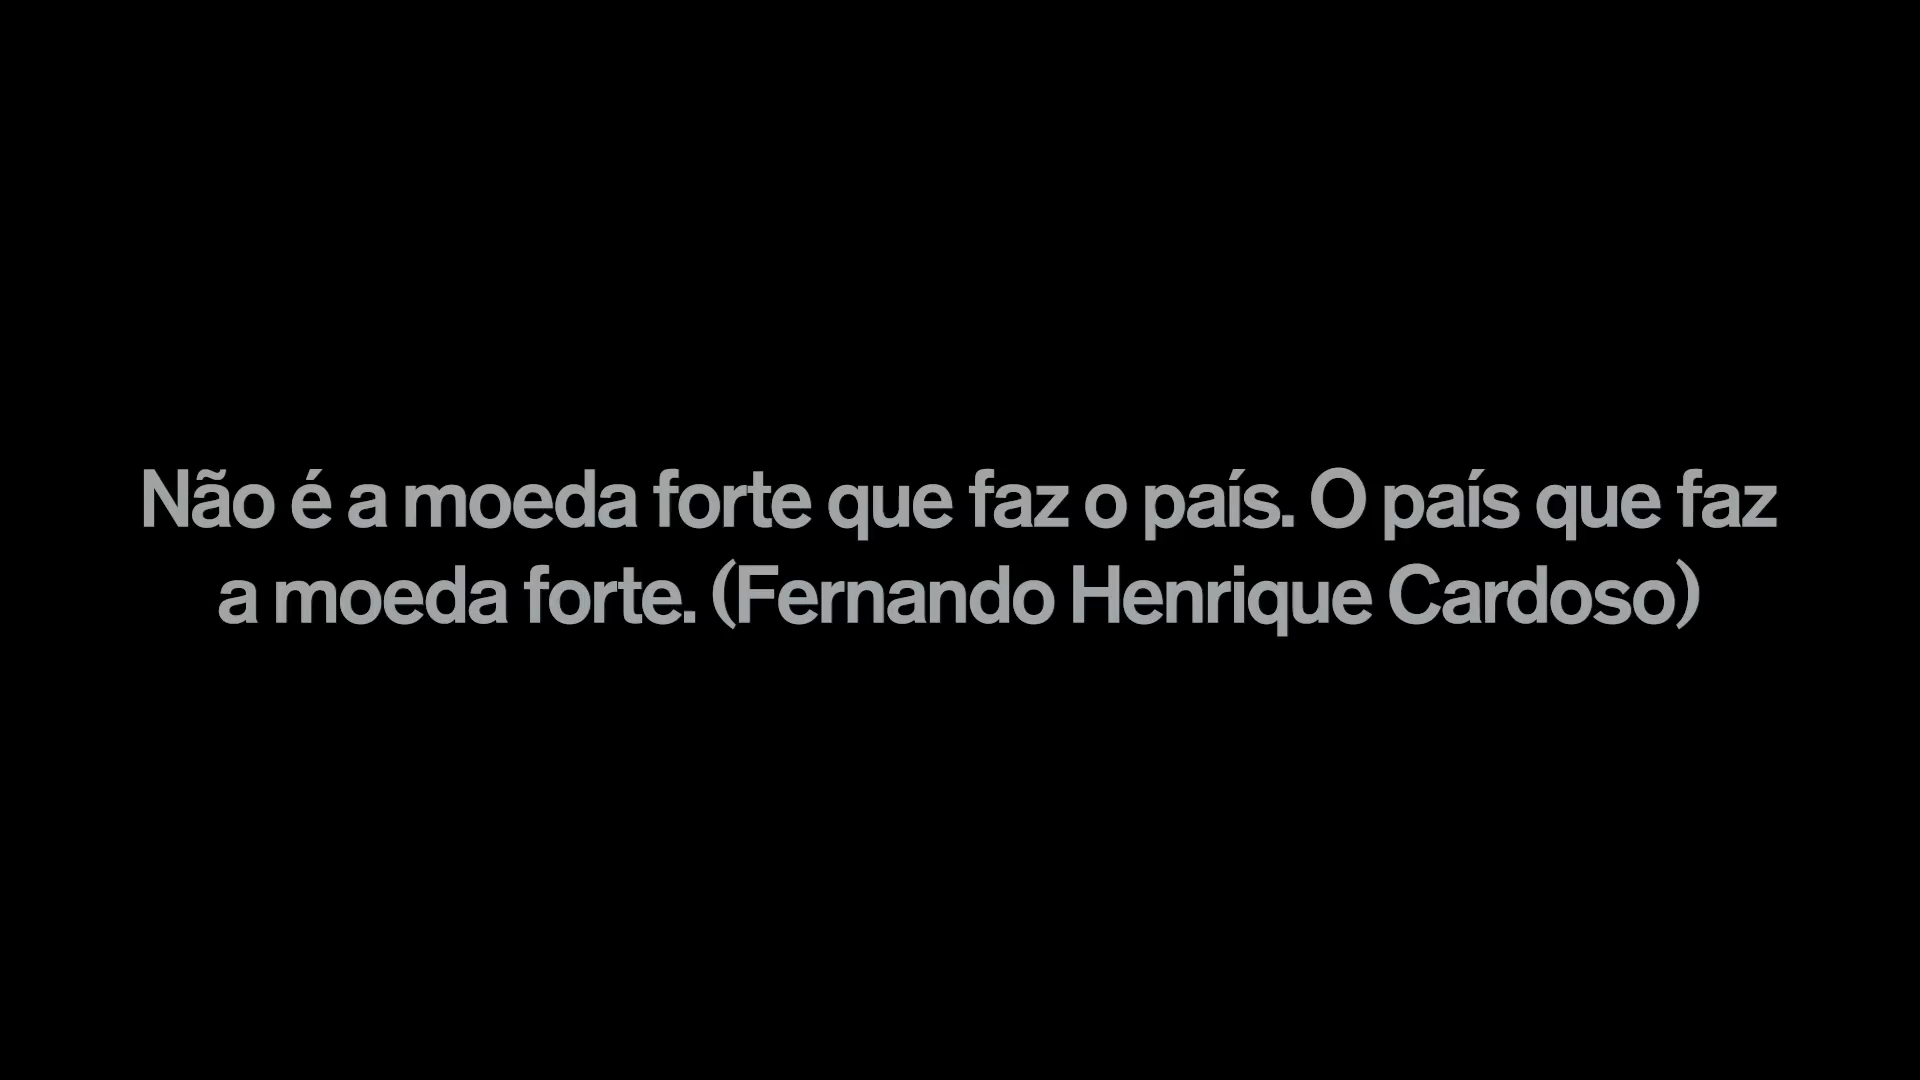 Não é a moeda forte que faz o país. O país que faz
a moeda forte. (Fernando Henrique Cardoso)